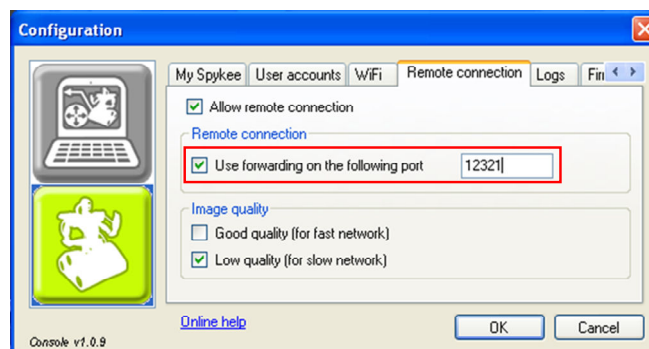 Configuration
My Spykee User accounts WiFi Remote connection Logs
Allow remote connection
Remote connection
Use forwarding on the following port 12321
Image quality
Good quality (for fast network)
Low quality (for slow network)
Online help OK Cancel
Console v1.0.9